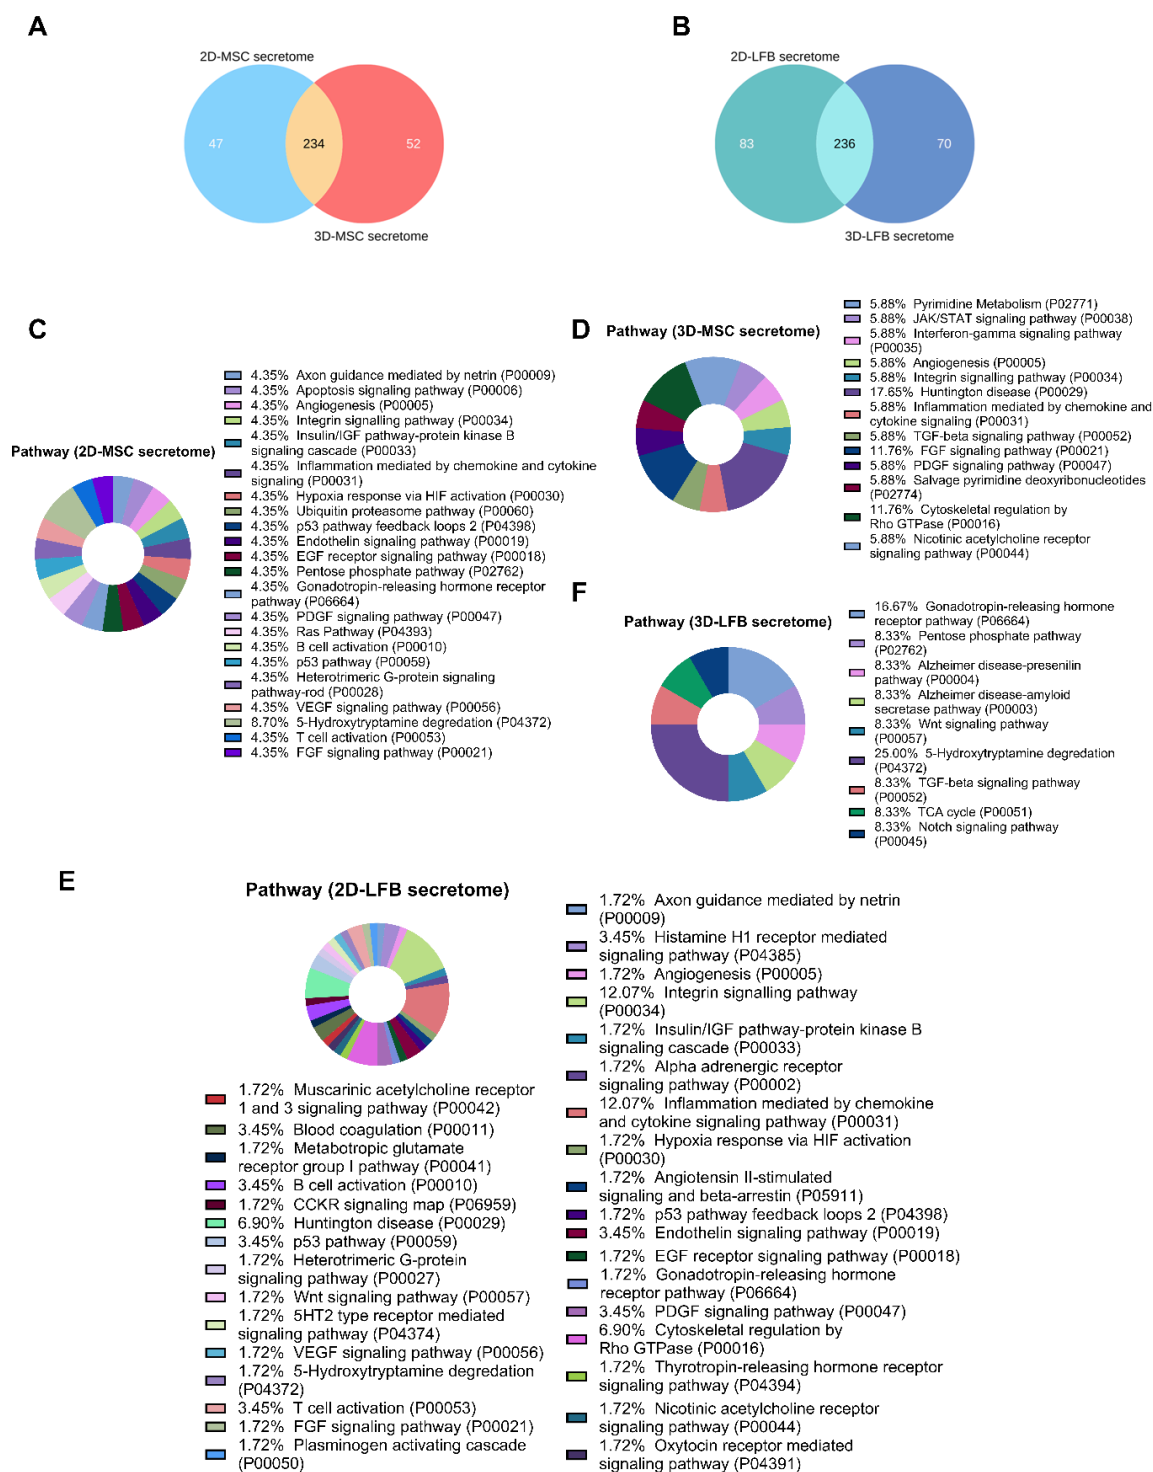 A
2D-MSC secretome
47
234
52
3D-MSC secretome
B
2D-LFB secretome
83
236
70
3D-LFB secretome
C
Pathway (2D-MSC secretome)
4.35% Axon guidance mediated by netrin (P00009)
4.35% Apoptosis signaling pathway (P00006)
4.35% Angiogenesis (P00005)
4.35% Integrin signalling pathway (P00034)
4.35% Insulin/IGF pathway-protein kinase B
signaling cascade (P00033)
4.35% Inflammation mediated by chemokine and cytokine
signaling (P00031)
4.35% Hypoxia response via HIF activation (P00030)
4.35% Ubiquitin proteasome pathway (P00060)
4.35% p53 pathway feedback loops 2 (P04398)
4.35% Endothelin signaling pathway (P00019)
4.35% EGF receptor signaling pathway (P00018)
4.35% Pentose phosphate pathway (P02762)
4.35% Gonadotropin-releasing hormone receptor
pathway (P06664)
4.35% PDGF signaling pathway (P00047)
4.35% Ras Pathway (P04393)
4.35% B cell activation (P00010)
4.35% p53 pathway (P00059)
4.35% Heterotrimeric G-protein signaling
pathway-rod (P00028)
4.35% VEGF signaling pathway (P00056)
8.70% 5-Hydroxytryptamine degradation (P04372)
4.35% T cell activation (P00053)
4.35% FGF signaling pathway (P00021)
D
Pathway (3D-MSC secretome)
5.88% Pyrimidine Metabolism (P02771)
5.88% JAK/STAT signaling pathway (P00038)
5.88% Interferon-gamma signaling pathway
(P00035)
5.88% Angiogenesis (P00005)
5.88% Integrin signalling pathway (P00034)
17.65% Huntington disease (P00029)
5.88% Inflammation mediated by chemokine and
cytokine signaling (P00031)
5.88% TGF-beta signaling pathway (P00052)
11.76% FGF signaling pathway (P00021)
5.88% PDGF signaling pathway (P00047)
5.88% Salvage pyrimidine deoxyribonucleotides
(P02774)
11.76% Cytoskeletal regulation by
Rho GTPase (P00016)
5.88% Nicotinic acetylcholine receptor
signaling pathway (P00044)
F
Pathway (3D-LFB secretome)
16.67% Gonadotropin-releasing hormone
receptor pathway (P06664)
8.33% Pentose phosphate pathway
(P02762)
8.33% Alzheimer disease-presenilin
pathway (P00004)
8.33% Alzheimer disease-amyloid
secretase pathway (P00003)
8.33% Wnt signaling pathway
(P00057)
25.00% 5-Hydroxytryptamine degredation
(P04372)
8.33% TGF-beta signaling pathway
(P00052)
8.33% TCA cycle (P00051)
8.33% Notch signaling pathway
(P00045)
E
Pathway (2D-LFB secretome)
1.72% Muscarinic acetylcholine receptor
1 and 3 signaling pathway (P00042)
3.45% Blood coagulation (P00011)
1.72% Metabotropic glutamate
receptor group I pathway (P00041)
3.45% B cell activation (P00010)
1.72% CCKR signaling map (P06959)
6.90% Huntington disease (P00029)
3.45% p53 pathway (P00059)
1.72% Heterotrimeric G-protein
signaling pathway (P00027)
1.72% Wnt signaling pathway (P00057)
1.72% 5HT2 type receptor mediated
signaling pathway (P04374)
1.72% VEGF signaling pathway (P00056)
1.72% 5-Hydroxytryptamine degredation
(P04372)
3.45% T cell activation (P00053)
1.72% FGF signaling pathway (P00021)
1.72% Plasminogen activating cascade
(P00050)
1.72% Axon guidance mediated by netrin
(P00009)
3.45% Histamine H1 receptor mediated
signaling pathway (P04385)
1.72% Angiogenesis (P00005)
12.07% Integrin signalling pathway
(P00034)
1.72% Insulin/IGF pathway-protein kinase B
signaling cascade (P00033)
1.72% Alpha adrenergic receptor
signaling pathway (P00002)
12.07% Inflammation mediated by chemokine
and cytokine signaling pathway (P00031)
1.72% Hypoxia response via HIF activation
(P00030)
1.72% Angiotensin II-stimulated
signaling and beta-arrestin (P05911)
1.72% p53 pathway feedback loops 2 (P04398)
3.45% Endothelin signaling pathway (P00019)
1.72% EGF receptor signaling pathway (P00018)
1.72% Gonadotropin-releasing hormone
receptor pathway (P06664)
3.45% PDGF signaling pathway (P00047)
6.90% Cytoskeletal regulation by
Rho GTPase (P00016)
1.72% Thyrotropin-releasing hormone receptor
signaling pathway (P04394)
1.72% Nicotinic acetylcholine receptor
signaling pathway (P00044)
1.72% Oxytocin receptor mediated
signaling pathway (P04391)